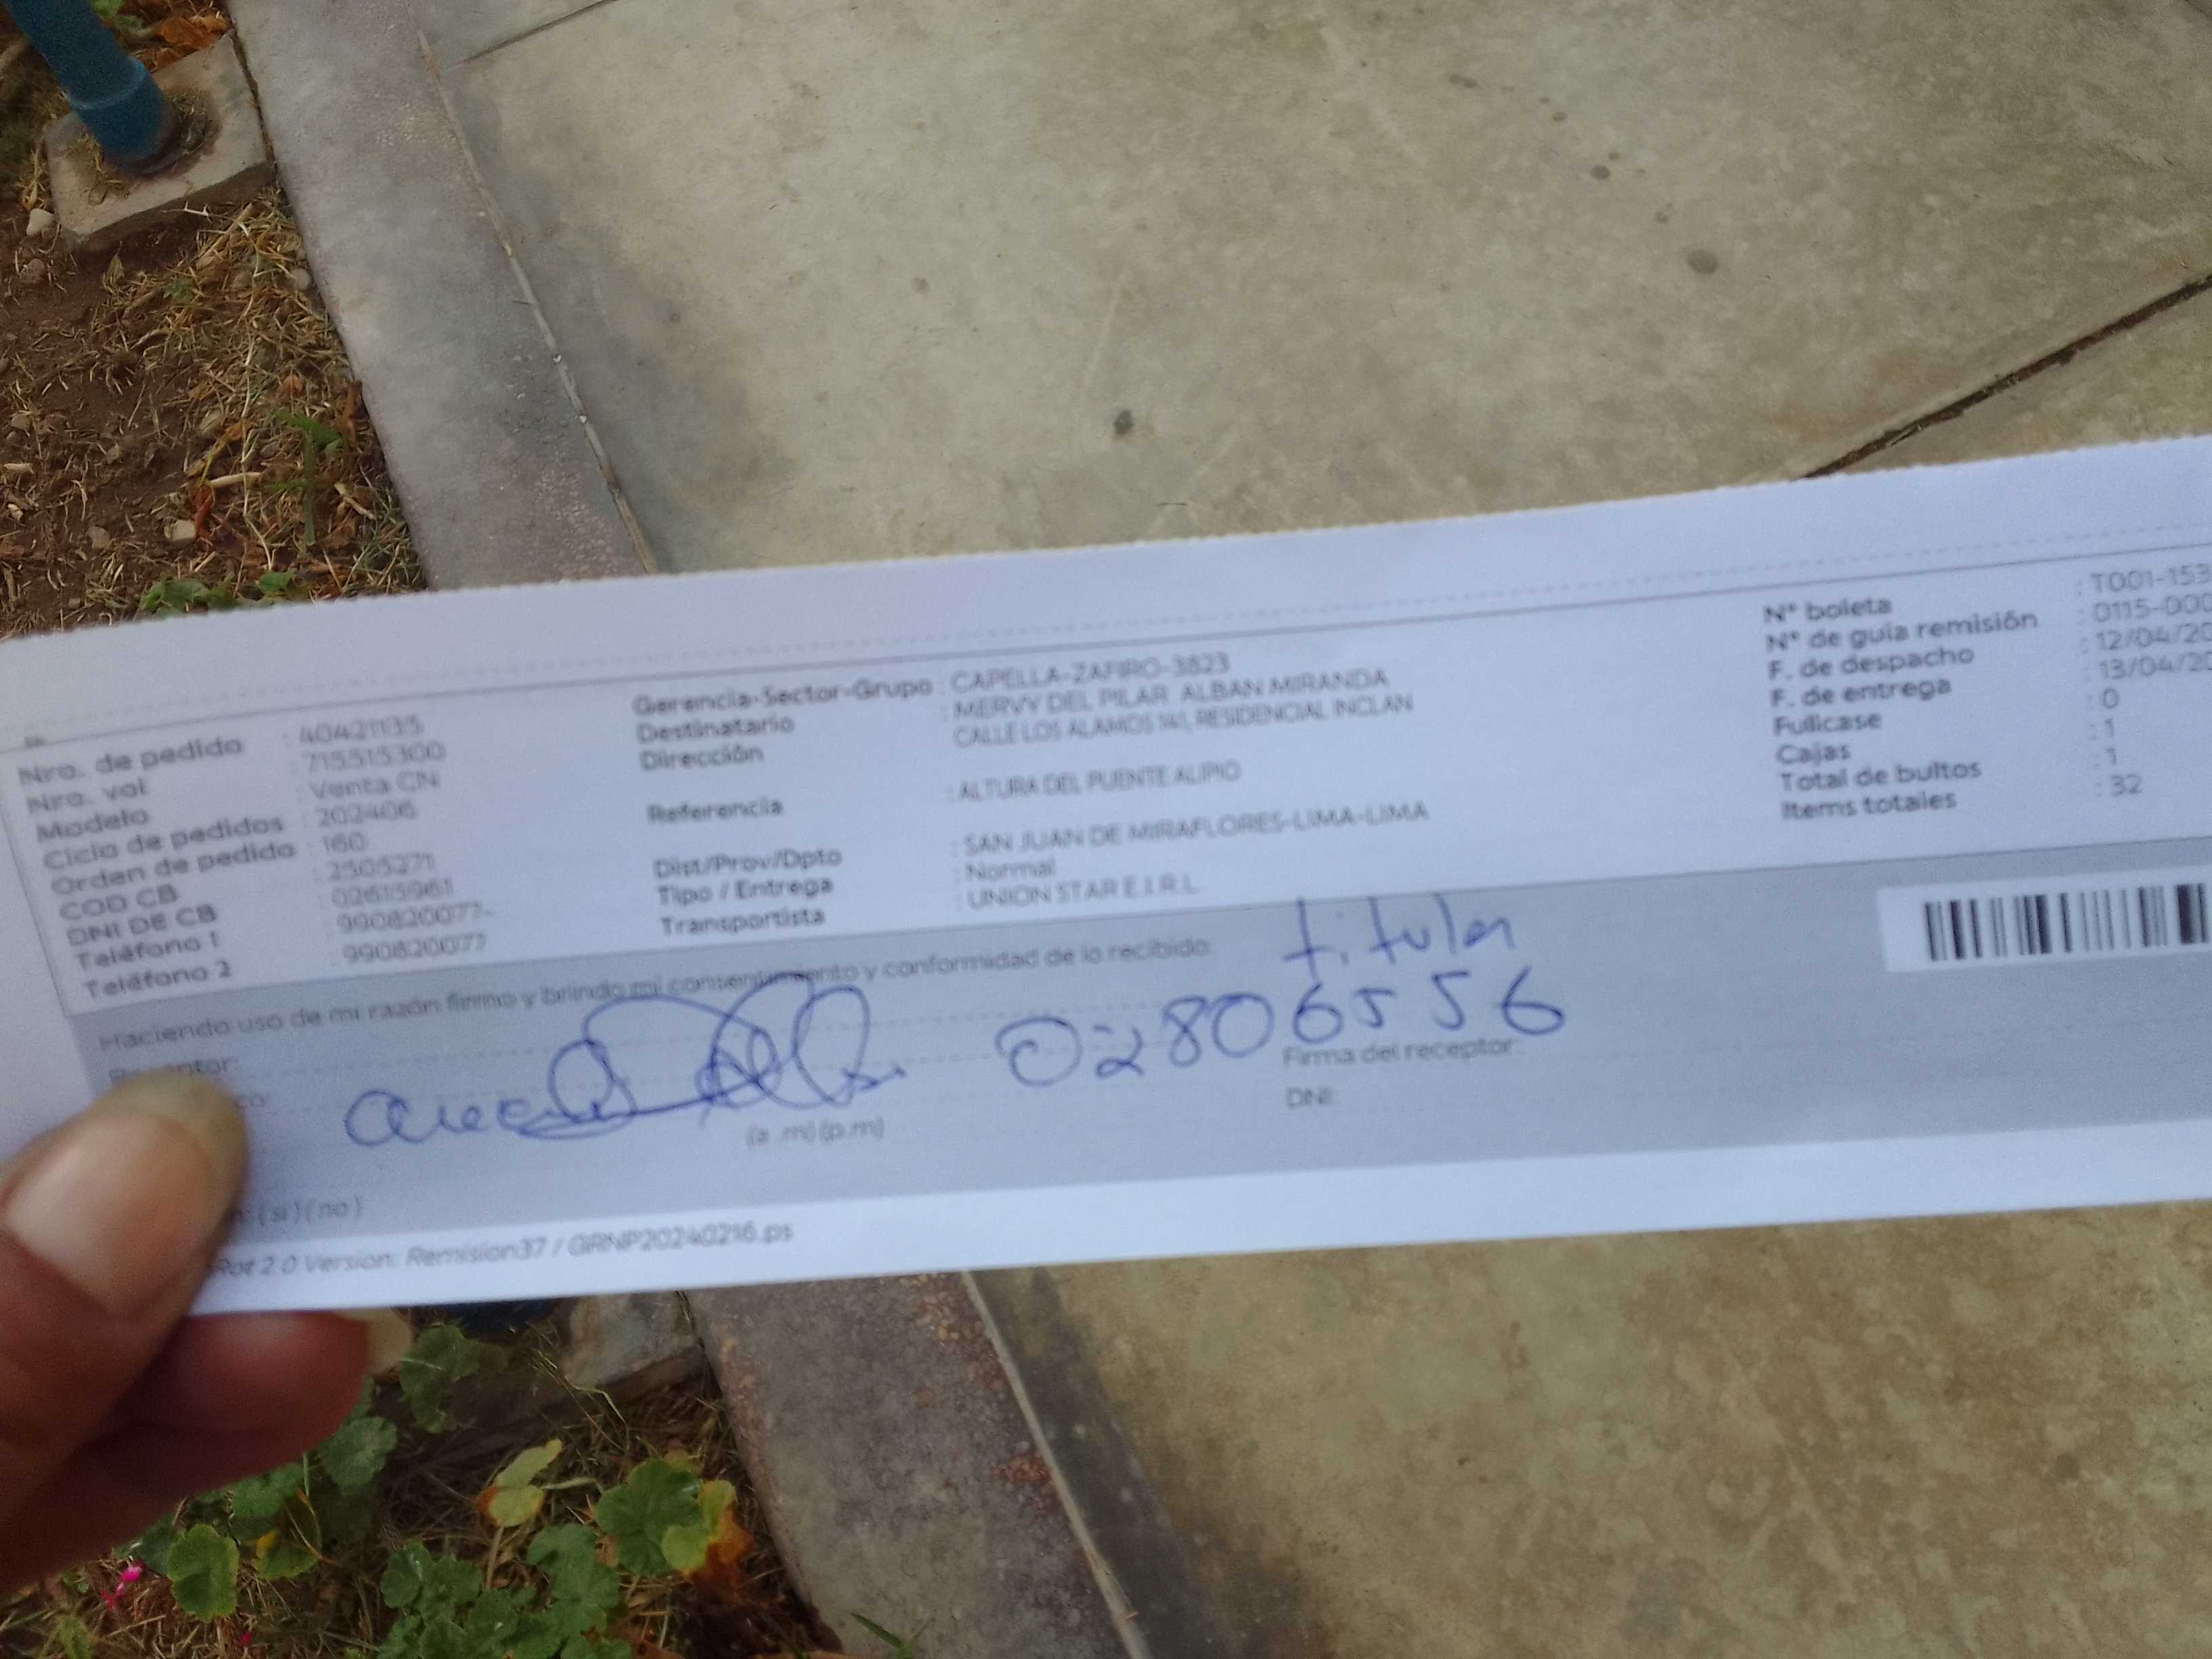 Nro. de pedido : 40421135
Nro. vol : 715515300
Modelo : Venta CN
Ciclo de pedidos : 202406
Orden de pedido : 160
COD CB : 2505271
DNI DE CB : 02615961
Teléfono 1 : 990820077-
Teléfono 2 : 990820077
Gerencia-Sector-Grupo : CAPELLA-ZAFIRO-3823
Destinatario : MERVY DEL PILAR ALBAN MIRANDA
Dirección : CALLE LOS ALAMOS 141, RESIDENCIAL INCLAN
Referencia : ALTURA DEL PUENTE ALIPIO
Dist/Prov/Dpto : SAN JUAN DE MIRAFLORES-LIMA-LIMA
Tipo / Entrega : Normal
Transportista : UNION STAR E.I.R.L.
N° boleta : T001-153
N° de guía remisión : 0115-000
F. de despacho : 12/04/20
F. de entrega : 13/04/20
Fullcase : 0
Cajas : 1
Total de bultos : 1
Items totales : 32
Haciendo uso de mi razón firmo y brindo mi consentimiento y conformidad de lo recibido:
titular
02806556
Firma del receptor:
DNI:
(a .m) (p.m)
( si ) ( no )
Rot 2.0 Version: Remision37 / GRNP20240216.ps